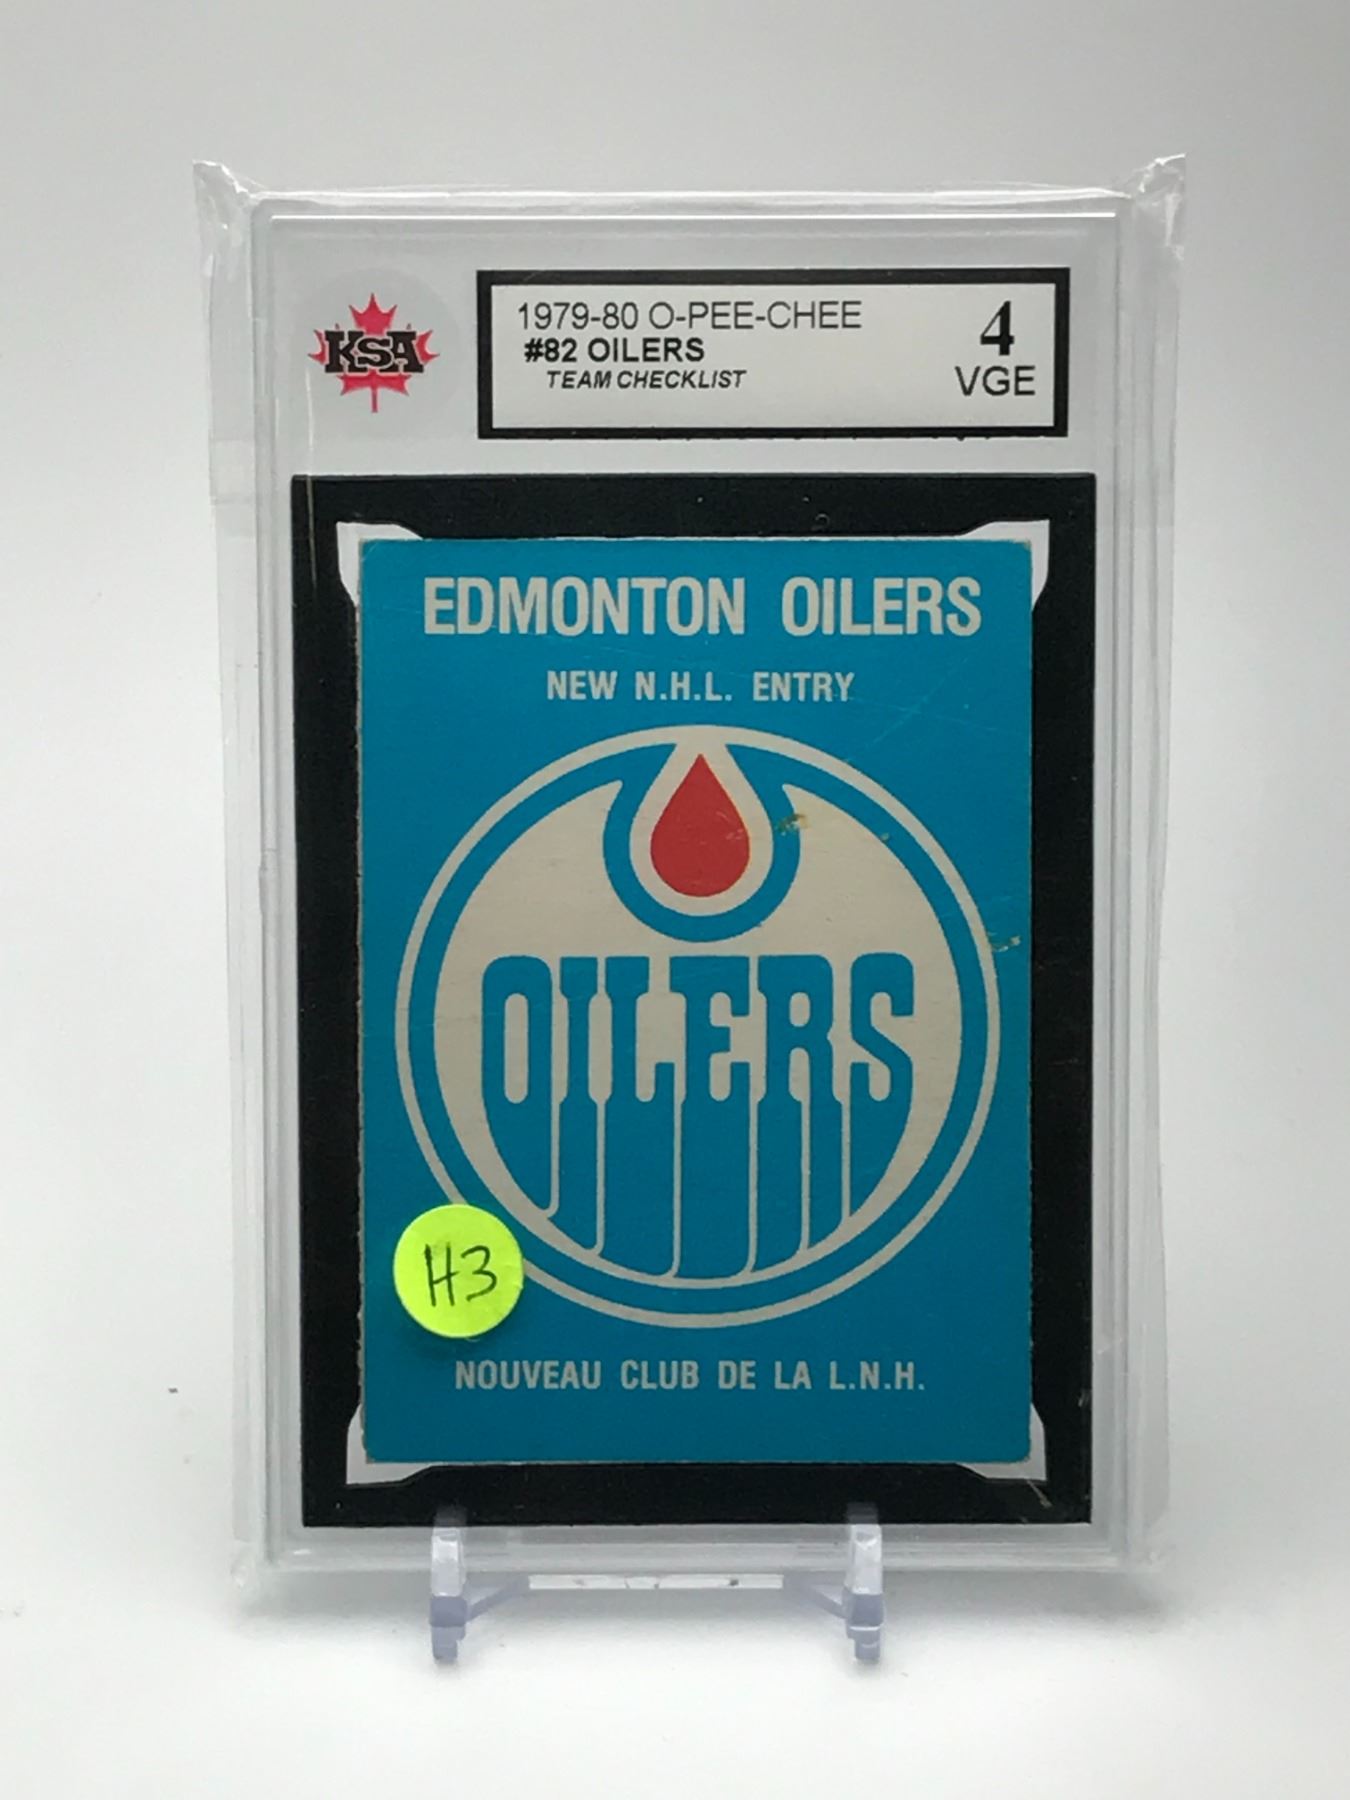 KSA
1979-80 O-PEE-CHEE
#82 OILERS
TEAM CHECKLIST
4
VGE
EDMONTON OILERS
NEW N.H.L. ENTRY
OILERS
H3
NOUVEAU CLUB DE LA L.N.H.